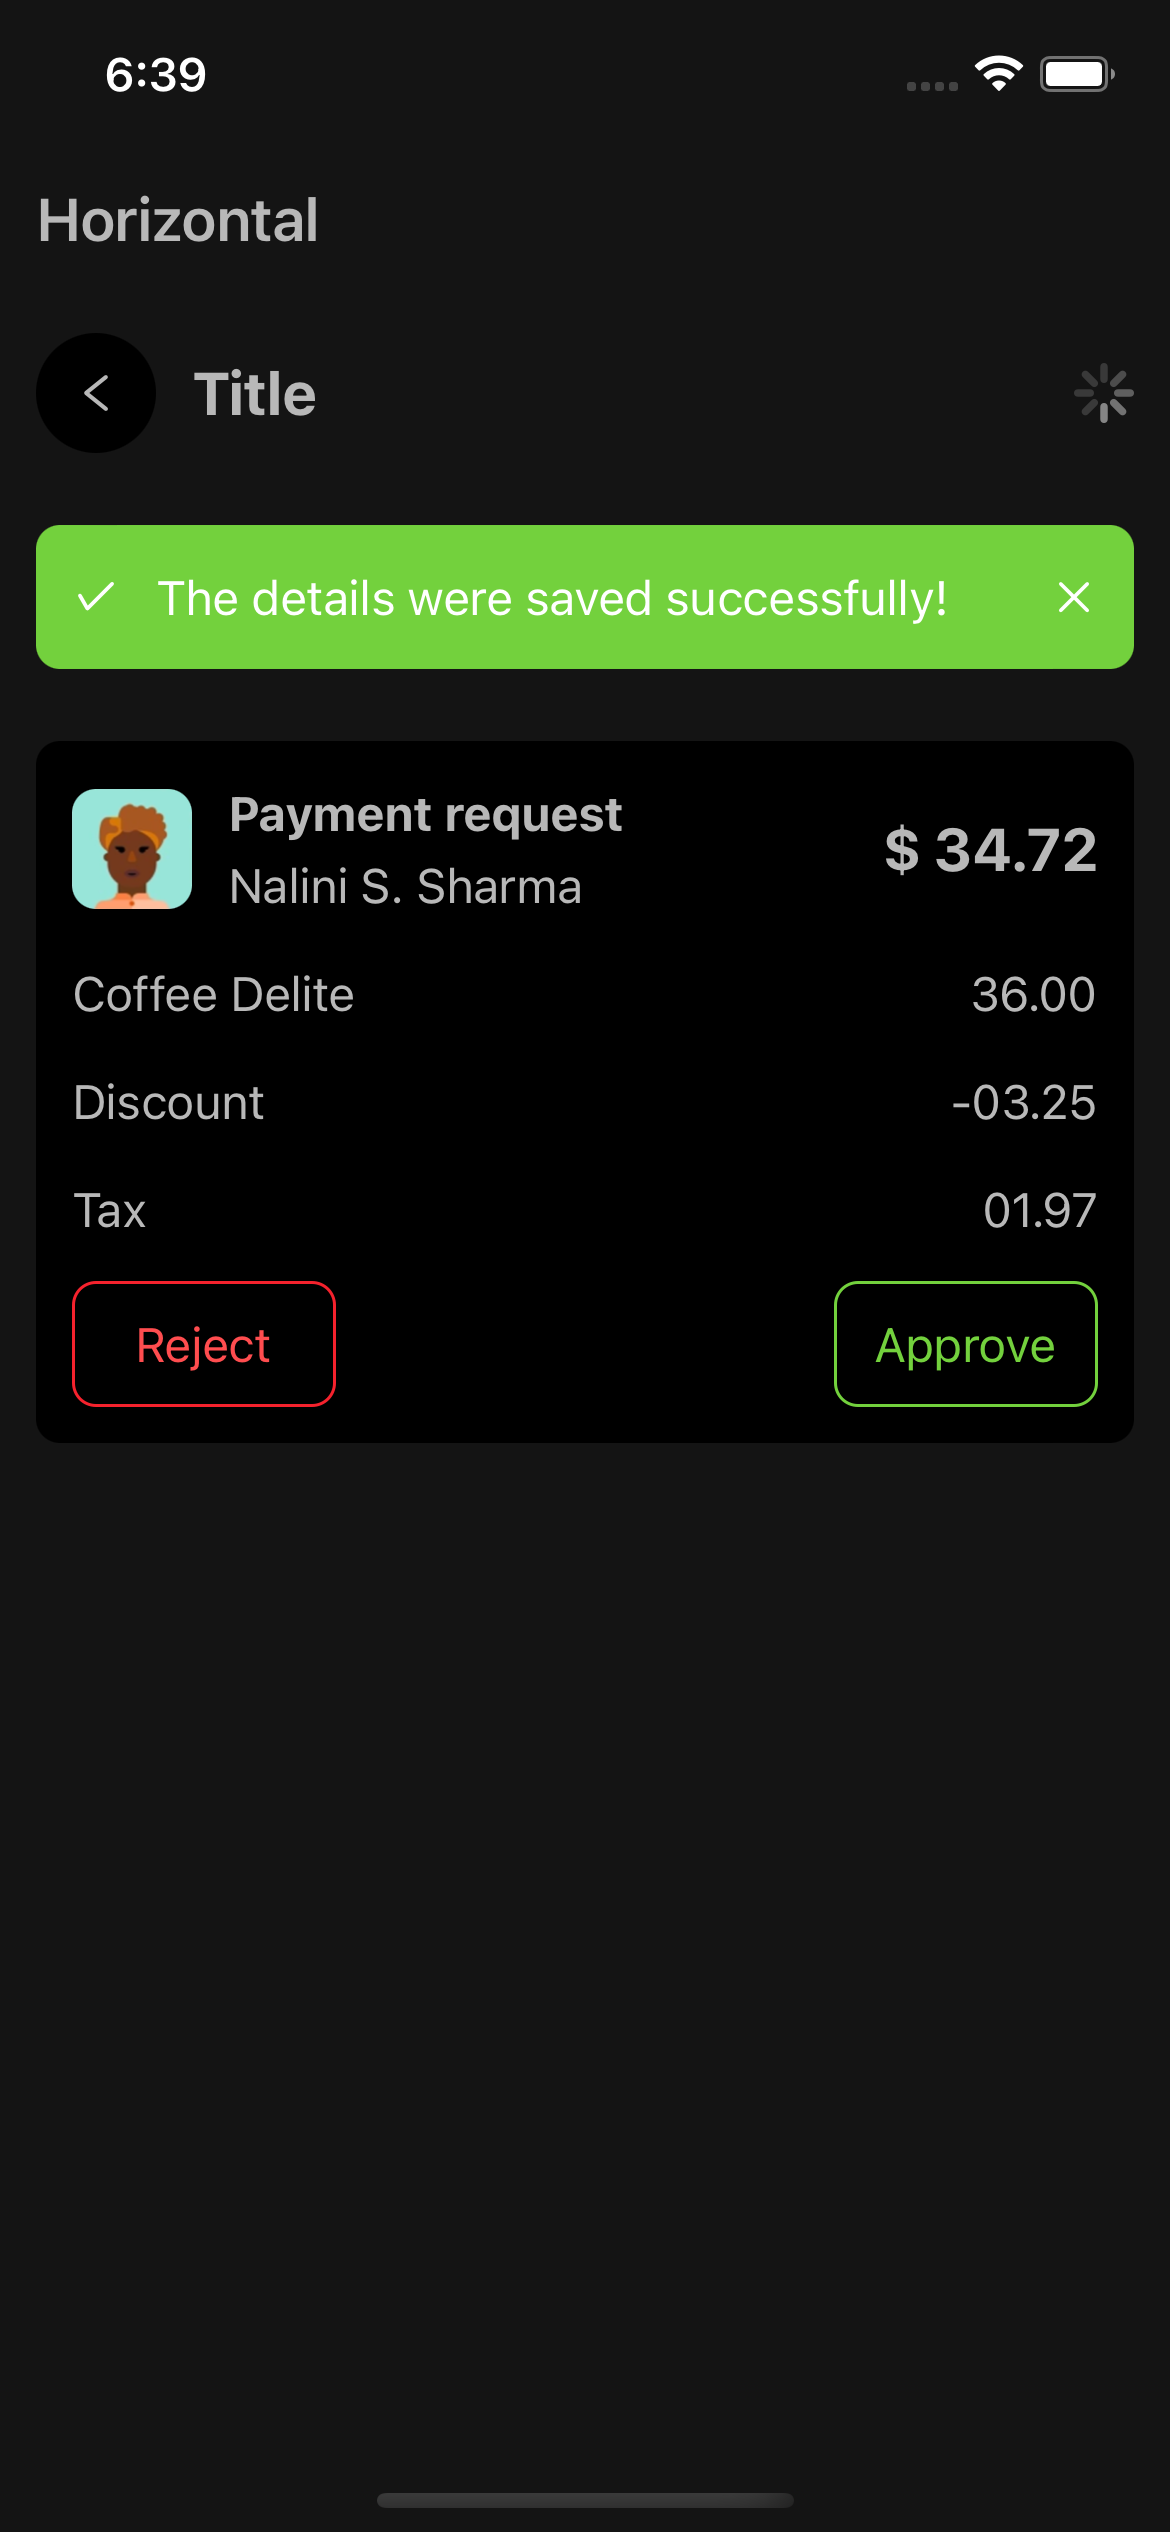 6:39
Horizontal
Title
The details were saved successfully!
Payment request
Nalini S. Sharma
$ 34.72
Coffee Delite 36.00
Discount -03.25
Tax 01.97
Reject Approve